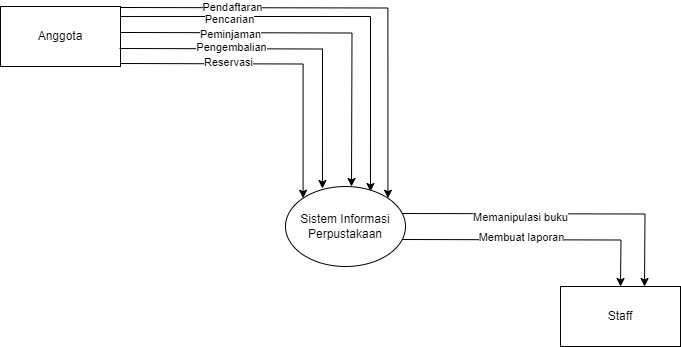 Pendaftaran
Pencarian
Anggota
Peminjaman
Pengembalian
Reservasi
Sistem Informasi
Perpustakaan
Memanipulasi buku
Membuat laporan
Staff